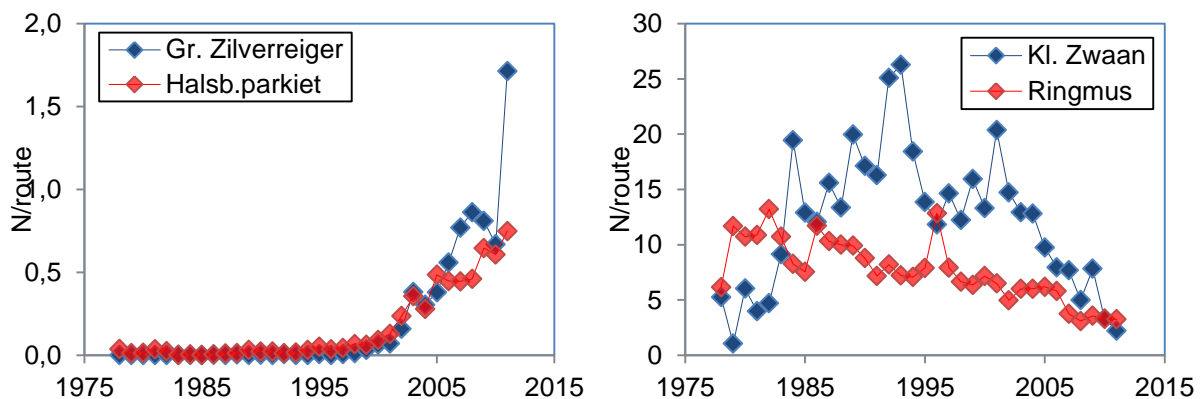 2,0
1,5
1,0
0,5
0,0
N/route
Gr. Zilverreiger
Halsb.parkiet
1975 1985 1995 2005 2015
30
25
20
15
10
5
0
N/route
Kl. Zwaan
Ringmus
1975 1985 1995 2005 2015